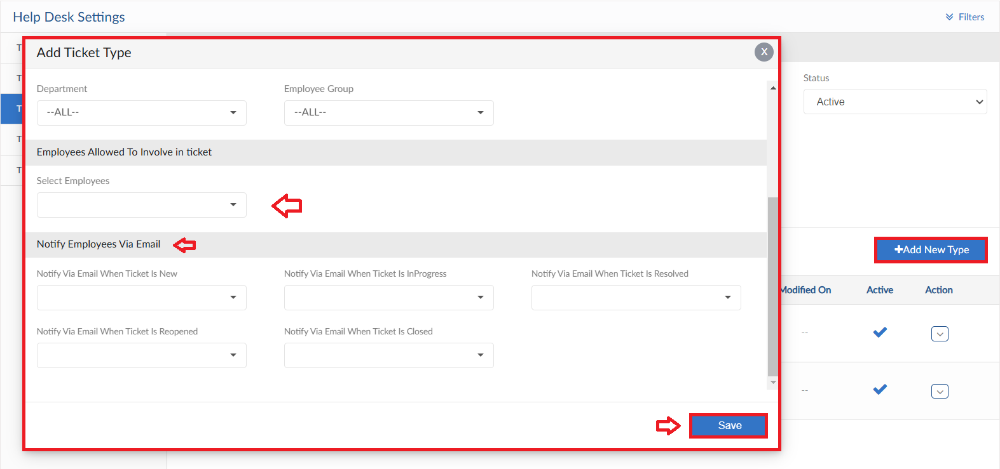 Help Desk Settings
Filters
T
T
T
T
T
Add Ticket Type
X
Department
Employee Group
--ALL--
--ALL--
Employees Allowed To Involve in ticket
Select Employees
Notify Employees Via Email
Notify Via Email When Ticket Is New
Notify Via Email When Ticket Is InProgress
Notify Via Email When Ticket Is Resolved
Notify Via Email When Ticket Is Reopened
Notify Via Email When Ticket Is Closed
Save
Status
Active
+Add New Type
Modified On
Active
Action
--
--